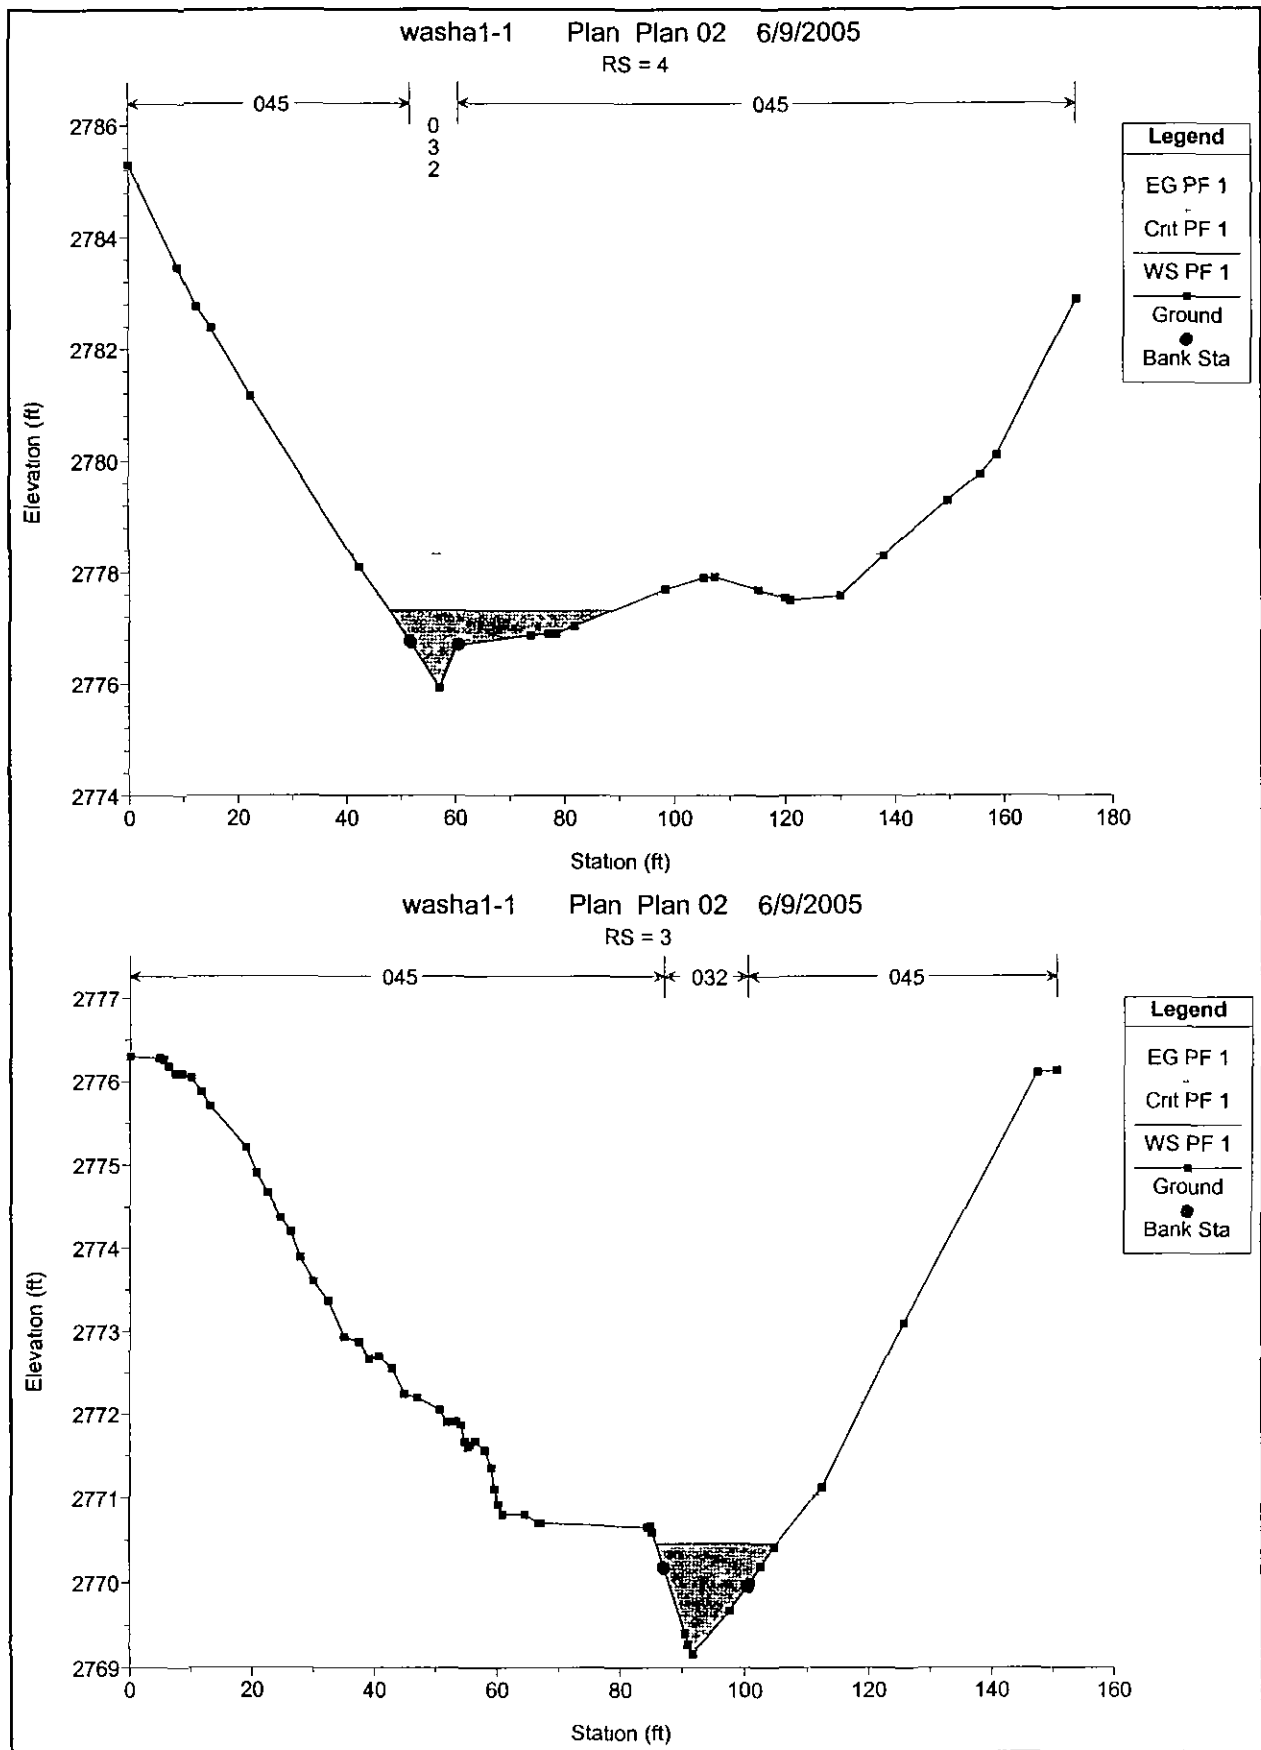 washa1-1 Plan Plan 02 6/9/2005
RS = 4
045
0
3
2
045
2786
2784
2782
2780
2778
2776
2774
Elevation (ft)
0 20 40 60 80 100 120 140 160 180
Station (ft)
Legend
EG PF 1
Crit PF 1
WS PF 1
Ground
Bank Sta
washa1-1 Plan Plan 02 6/9/2005
RS = 3
045 032 045
2777
2776
2775
2774
2773
2772
2771
2770
2769
Elevation (ft)
0 20 40 60 80 100 120 140 160
Station (ft)
Legend
EG PF 1
Crit PF 1
WS PF 1
Ground
Bank Sta